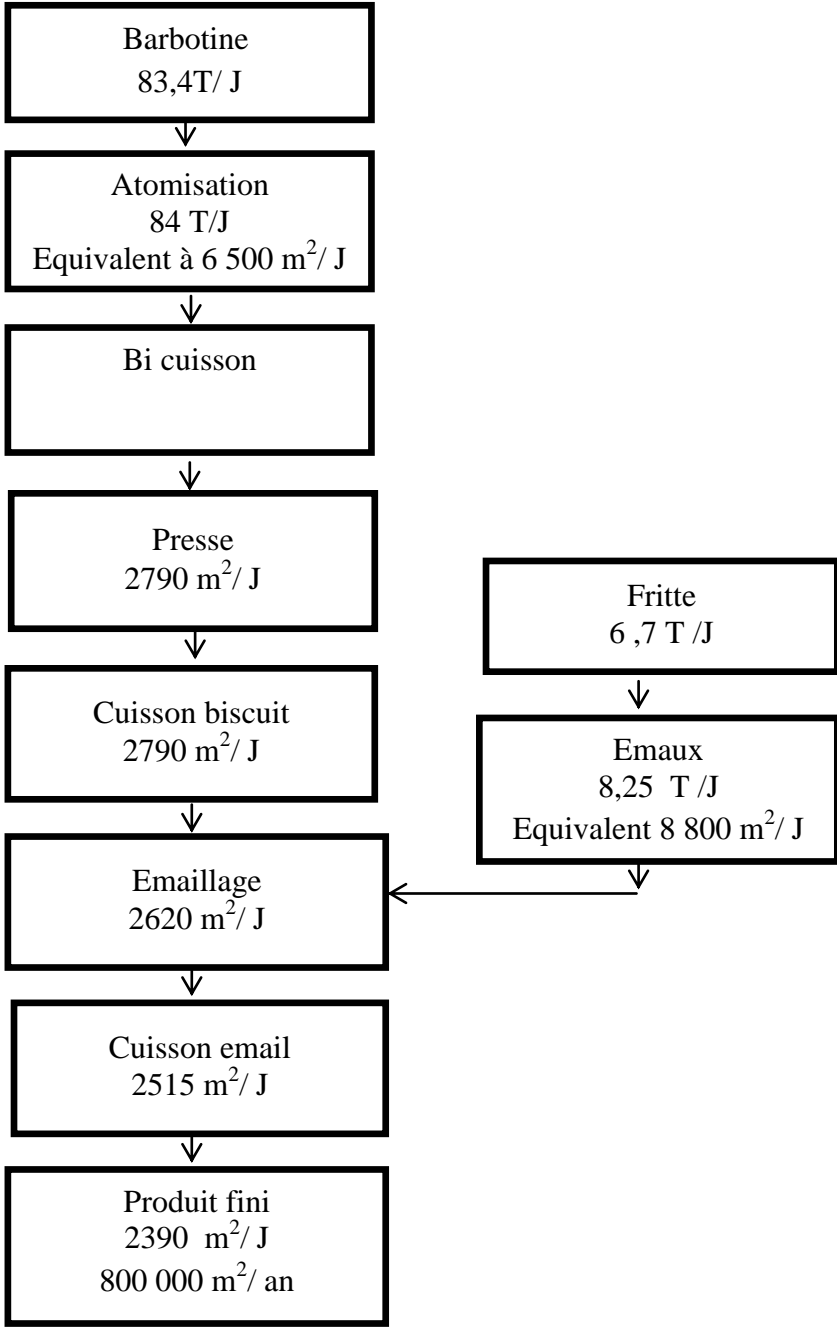 Barbotine
83,4T/ J
Atomisation
84 T/J
Equivalent à 6 500 m²/ J
Bi cuisson
Presse
2790 m²/ J
Cuisson biscuit
2790 m²/ J
Emaillage
2620 m²/ J
Cuisson email
2515 m²/ J
Produit fini
2390 m²/ J
800 000 m²/ an
Fritte
6 ,7 T /J
Emaux
8,25 T /J
Equivalent 8 800 m²/ J